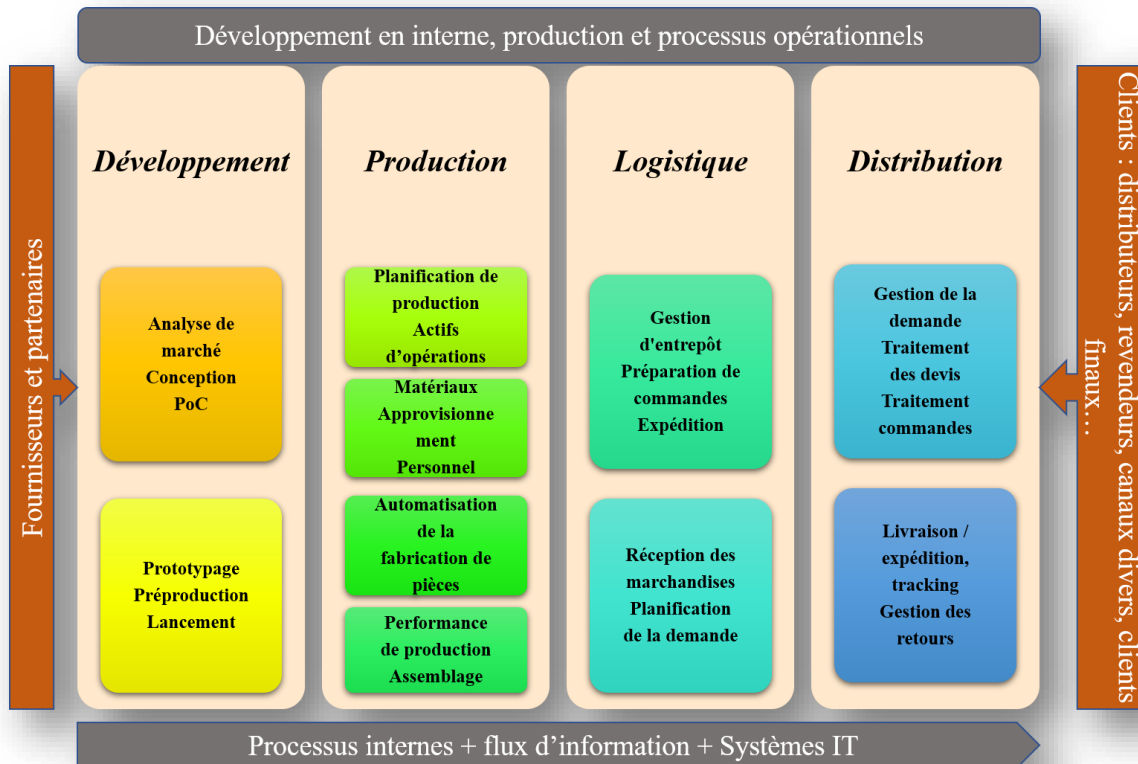 Développement en interne, production et processus opérationnels
Fournisseurs et partenaires
Développement
Analyse de
marché
Conception
PoC
Prototypage
Préproduction
Lancement
Production
Planification de
production
Actifs
d’opérations
Matériaux
Approvisionne
ment
Personnel
Automatisation
de la
fabrication de
pièces
Performance
de production
Assemblage
Logistique
Gestion
d'entrepôt
Préparation de
commandes
Expédition
Réception des
marchandises
Planification
de la demande
Distribution
Gestion de la
demande
Traitement
des devis
Traitement
commandes
Livraison /
expédition,
tracking
Gestion des
retours
Clients : distributeurs, revendeurs, canaux divers, clients
finaux…
Processus internes + flux d’information + Systèmes IT